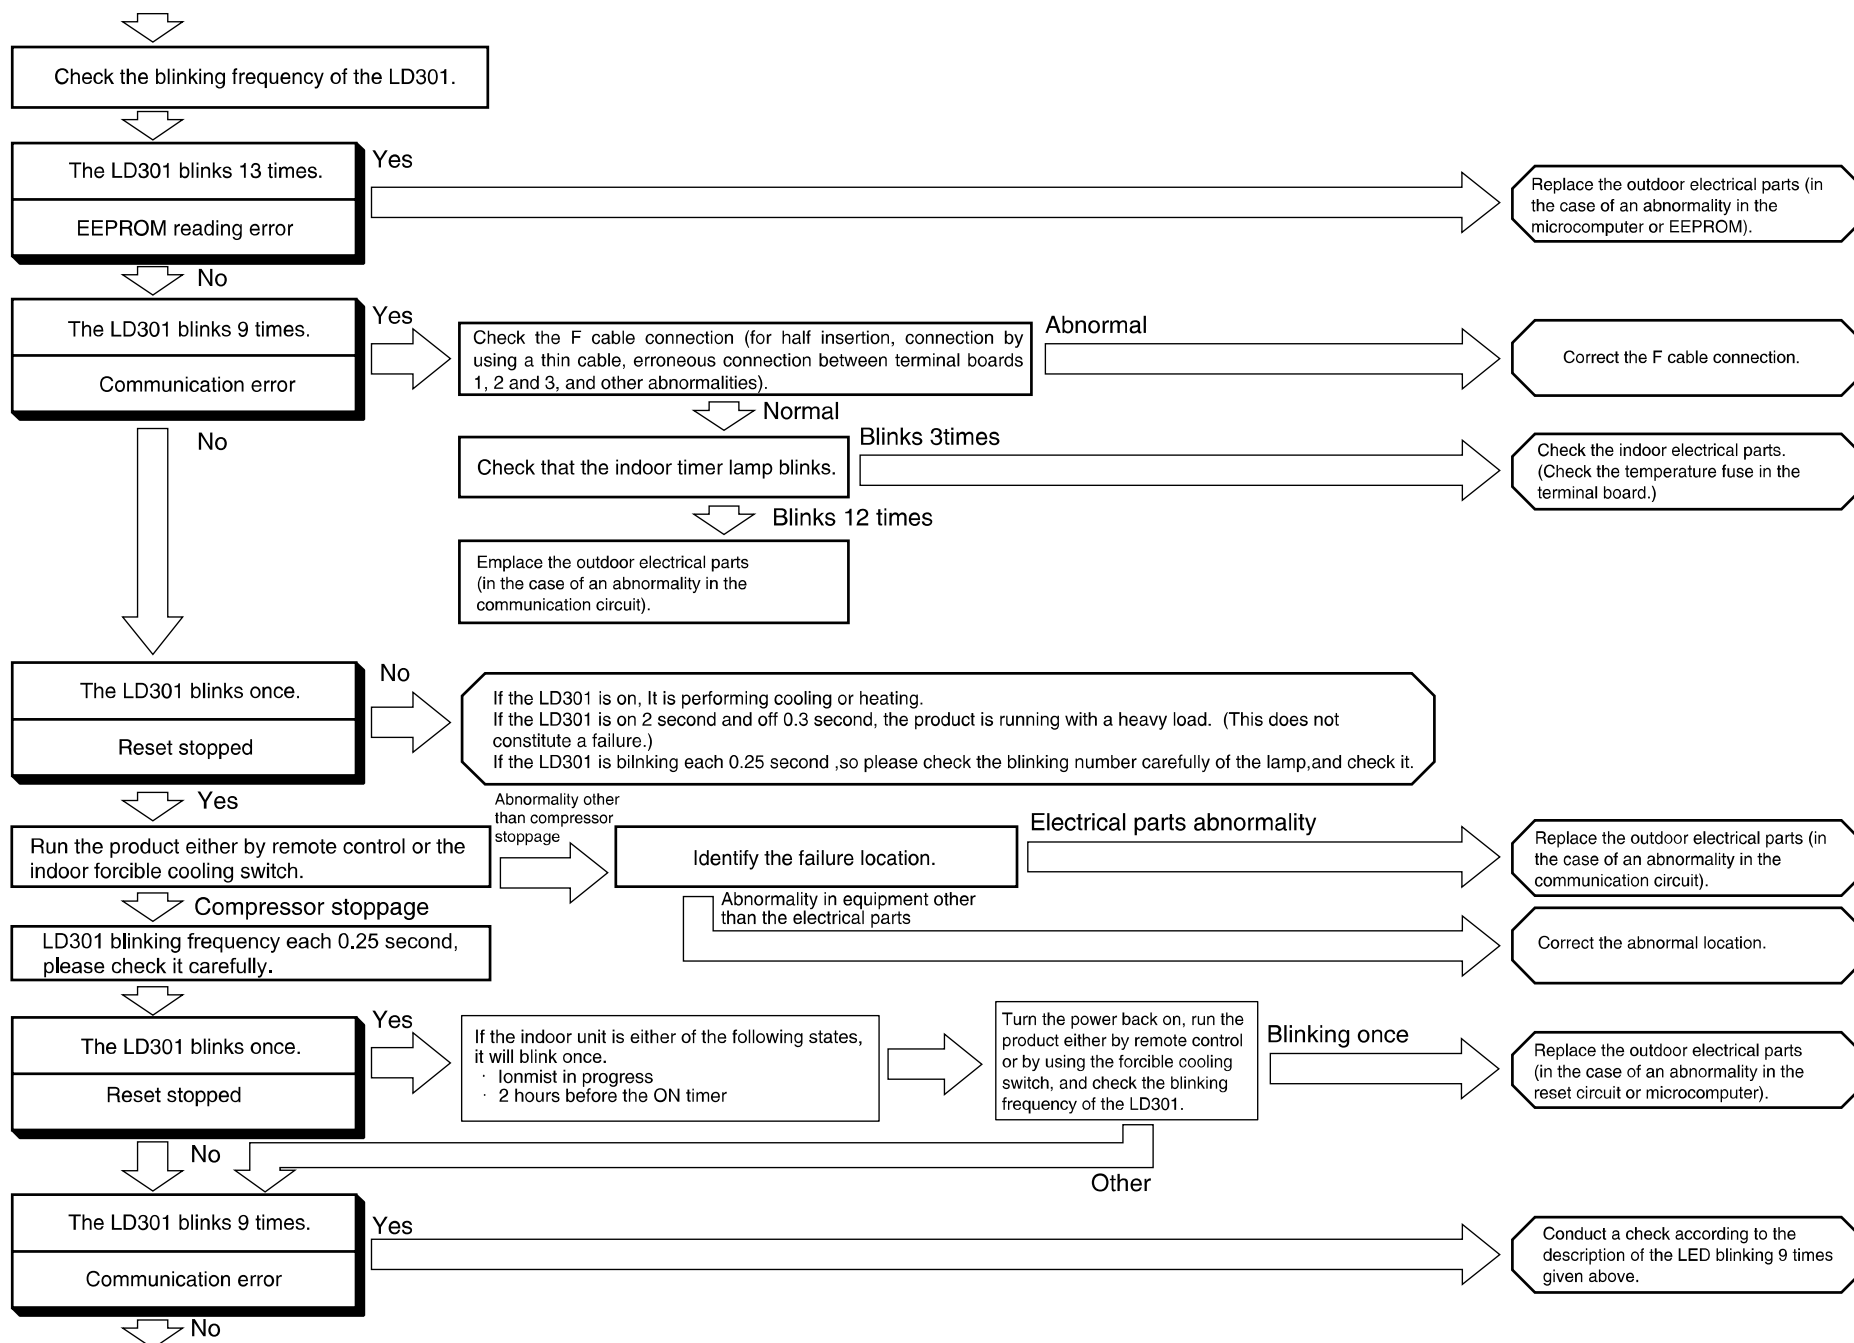 Check the blinking frequency of the LD301.
The LD301 blinks 13 times.
EEPROM reading error
Yes
Replace the outdoor electrical parts (in
the case of an abnormality in the
microcomputer or EEPROM).
No
The LD301 blinks 9 times.
Communication error
Yes
Check the F cable connection (for half insertion, connection by
using a thin cable, erroneous connection between terminal boards
1, 2 and 3, and other abnormalities).
Abnormal
Correct the F cable connection.
Normal
No
Check that the indoor timer lamp blinks.
Blinks 3times
Check the indoor electrical parts.
(Check the temperature fuse in the
terminal board.)
Blinks 12 times
Emplace the outdoor electrical parts
(in the case of an abnormality in the
communication circuit).
The LD301 blinks once.
Reset stopped
No
If the LD301 is on, It is performing cooling or heating.
If the LD301 is on 2 second and off 0.3 second, the product is running with a heavy load. (This does not
constitute a failure.)
If the LD301 is bilnking each 0.25 second ,so please check the blinking number carefully of the lamp,and check it.
Yes
Run the product either by remote control or the
indoor forcible cooling switch.
Abnormality other
than compressor
stoppage
Identify the failure location.
Electrical parts abnormality
Replace the outdoor electrical parts (in
the case of an abnormality in the
communication circuit).
Compressor stoppage
Abnormality in equipment other
than the electrical parts
Correct the abnormal location.
LD301 blinking frequency each 0.25 second,
please check it carefully.
The LD301 blinks once.
Reset stopped
Yes
If the indoor unit is either of the following states,
it will blink once.
· Ionmist in progress
· 2 hours before the ON timer
Turn the power back on, run the
product either by remote control
or by using the forcible cooling
switch, and check the blinking
frequency of the LD301.
Blinking once
Replace the outdoor electrical parts
(in the case of an abnormality in the
reset circuit or microcomputer).
No
Other
The LD301 blinks 9 times.
Communication error
Yes
Conduct a check according to the
description of the LED blinking 9 times
given above.
No